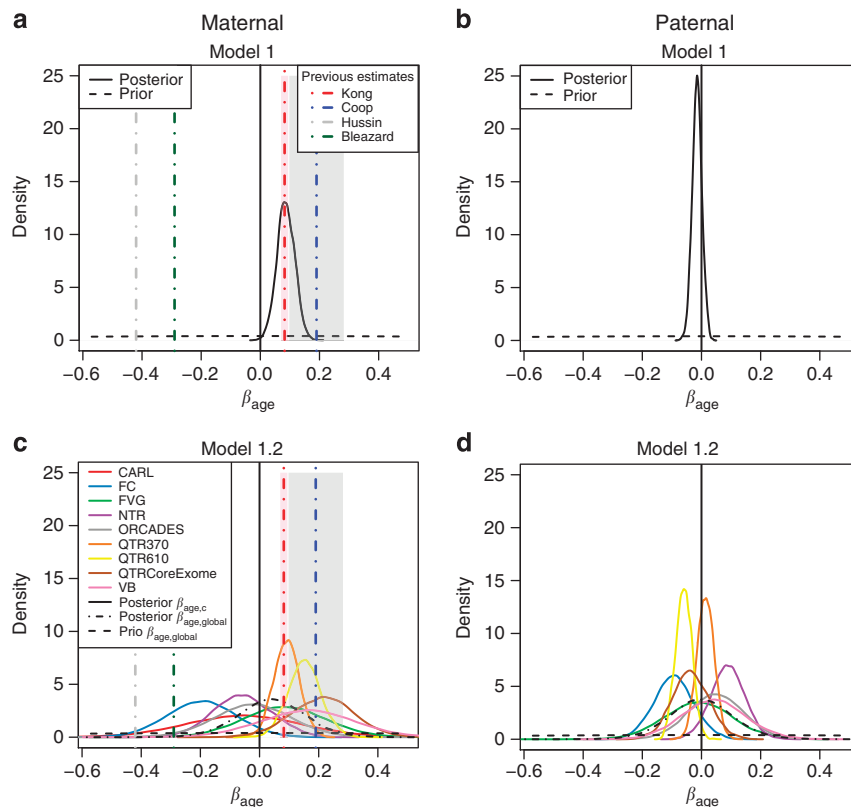 a
Maternal
Model 1
Posterior
Prior
Previous estimates
Kong
Coop
Hussin
Bleazard
Density
25
20
15
10
5
0
−0.6
−0.4
−0.2
0.0
0.2
0.4
βage
b
Paternal
Model 1
Posterior
Prior
Density
25
20
15
10
5
0
−0.6
−0.4
−0.2
0.0
0.2
0.4
βage
c
Model 1.2
CARL
FC
FVG
NTR
ORCADES
QTR370
QTR610
QTRCoreExome
VB
Posterior βage,c
Posterior βage,global
Prio βage,global
Density
25
20
15
10
5
0
−0.6
−0.4
−0.2
0.0
0.2
0.4
βage
d
Model 1.2
Density
25
20
15
10
5
0
−0.6
−0.4
−0.2
0.0
0.2
0.4
βage